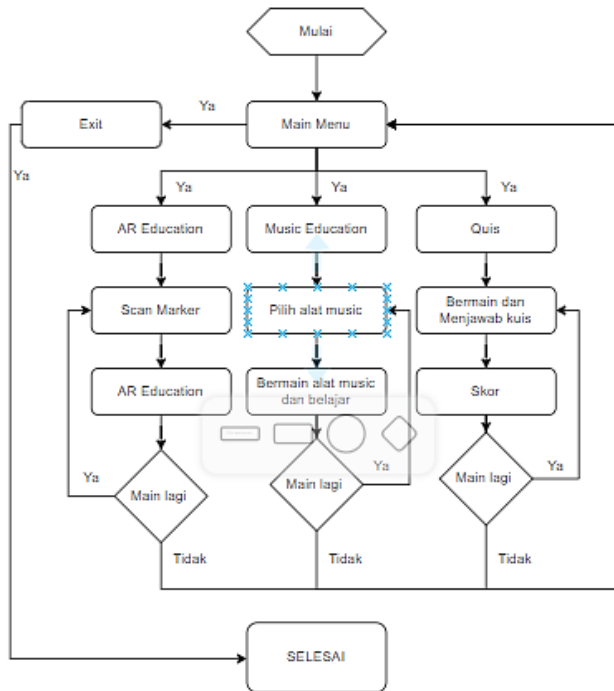 Mulai
Ya
Exit
Main Menu
Ya
Ya
Ya
Ya
AR Education
Music Education
Quis
Scan Marker
Pilih alat music
Bermain dan
Menjawab kuis
AR Education
Bermain alat music
dan belajar
Skor
Ya
Main lagi
Ya
Main lagi
Ya
Main lagi
Tidak
Tidak
Tidak
SELESAI